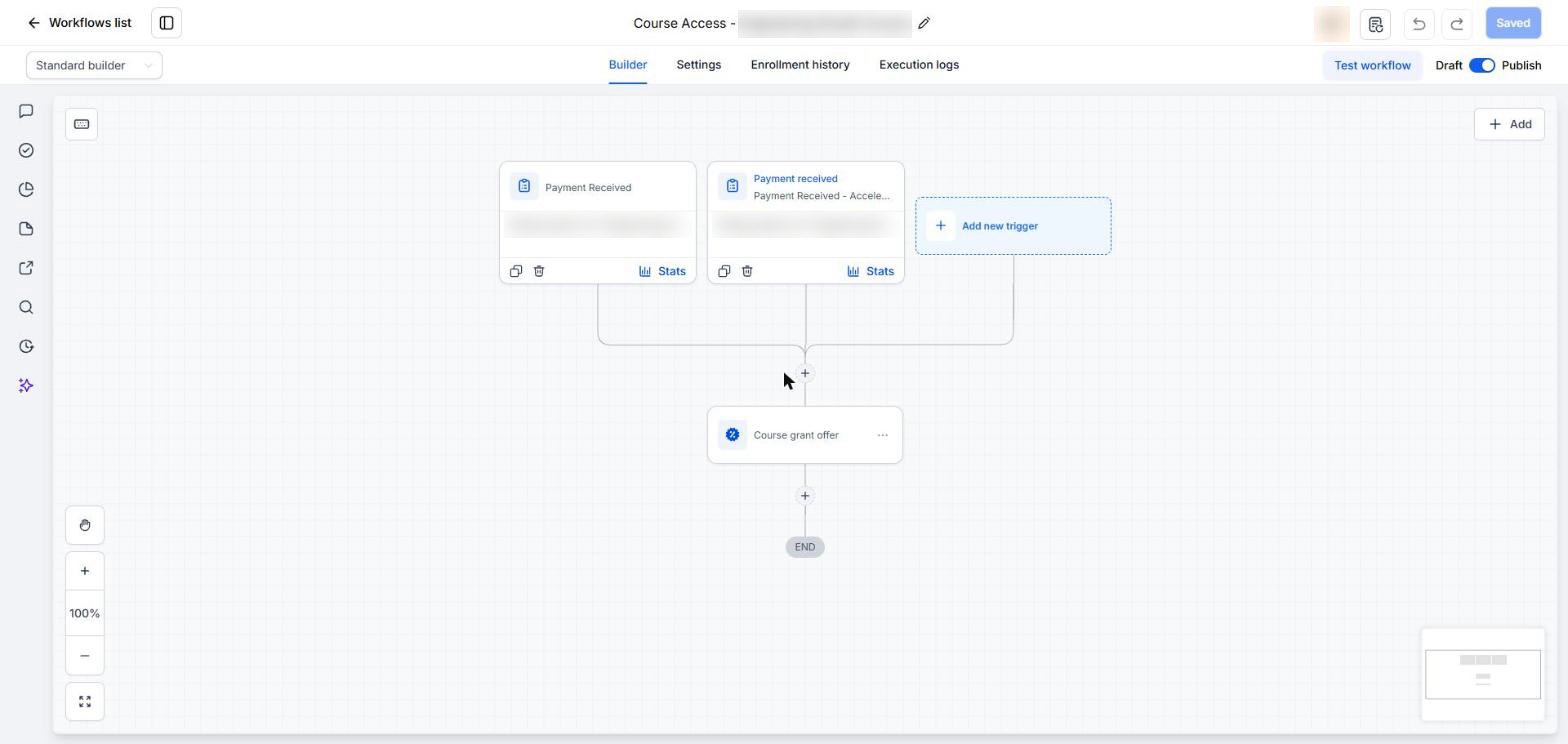 Workflows list
Course Access -
Saved
Standard builder
Builder
Settings
Enrollment history
Execution logs
Test workflow
Draft
Publish
Add
Payment Received
Stats
Payment received
Payment Received - Accele...
Stats
Add new trigger
Course grant offer
END
100%